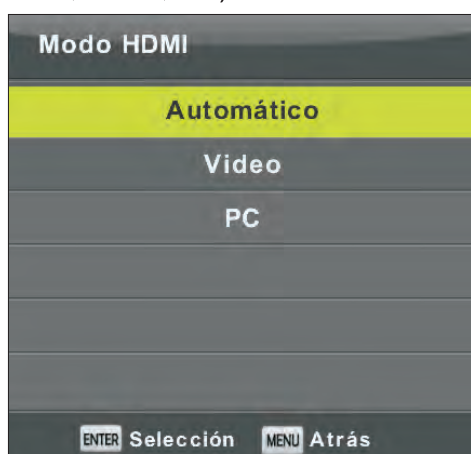 Modo HDMI
Automático
Video
PC
ENTER Selección MENU Atrás